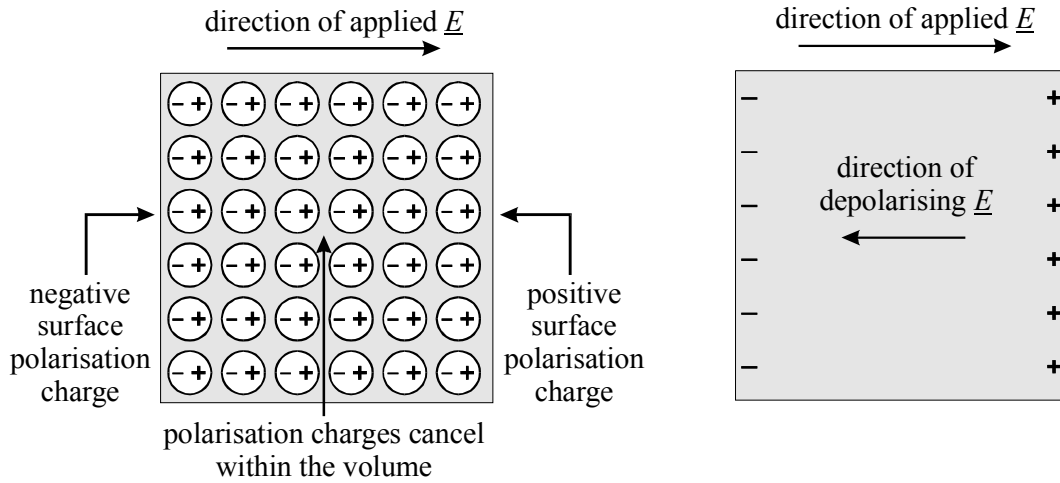 direction of applied E
- + - + - + - + - + - +
- + - + - + - + - + - +
- + - + - + - + - + - +
- + - + - + - + - + - +
- + - + - + - + - + - +
- + - + - + - + - + - +
negative
surface
polarisation
charge
positive
surface
polarisation
charge
polarisation charges cancel
within the volume
direction of applied E
– +
– +
– +
– +
– +
– +
direction of
depolarising E